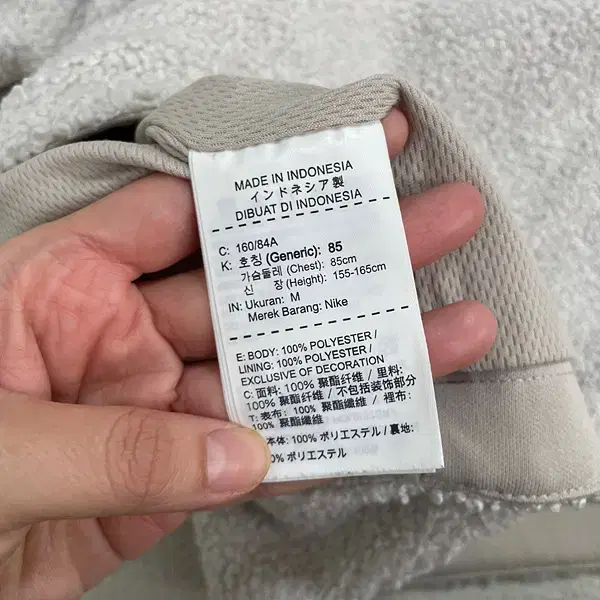 MADE IN INDONESIA
インドネシア製
DIBUAT DI INDONESIA
C: 160/84A
K: 호칭 (Generic): 85
가슴둘레 (Chest): 85cm
신 장 (Height): 155-165cm
IN: Ukuran: M
Merek Barang: Nike
E: BODY: 100% POLYESTER /
LINING: 100% POLYESTER /
EXCLUSIVE OF DECORATION
C: 面料: 100% 聚酯纤维 / 里料:
100% 聚酯纤维 / 不包括装饰部分
T: 表布: 100% 聚酯纖維 / 裡布:
100% 聚酯纖維
本体: 100% ポリエステル / 裏地:
0% ポリエステル